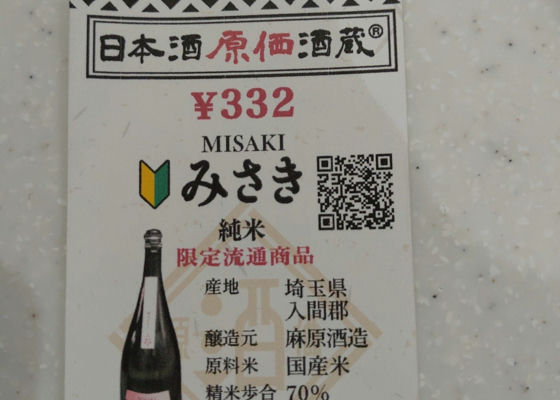 日本酒原価酒蔵®
¥332
MISAKI
みさき
純米
限定流通商品
産地 埼玉県
入間郡
醸造元 麻原酒造
原料米 国産米
精米歩合 70%